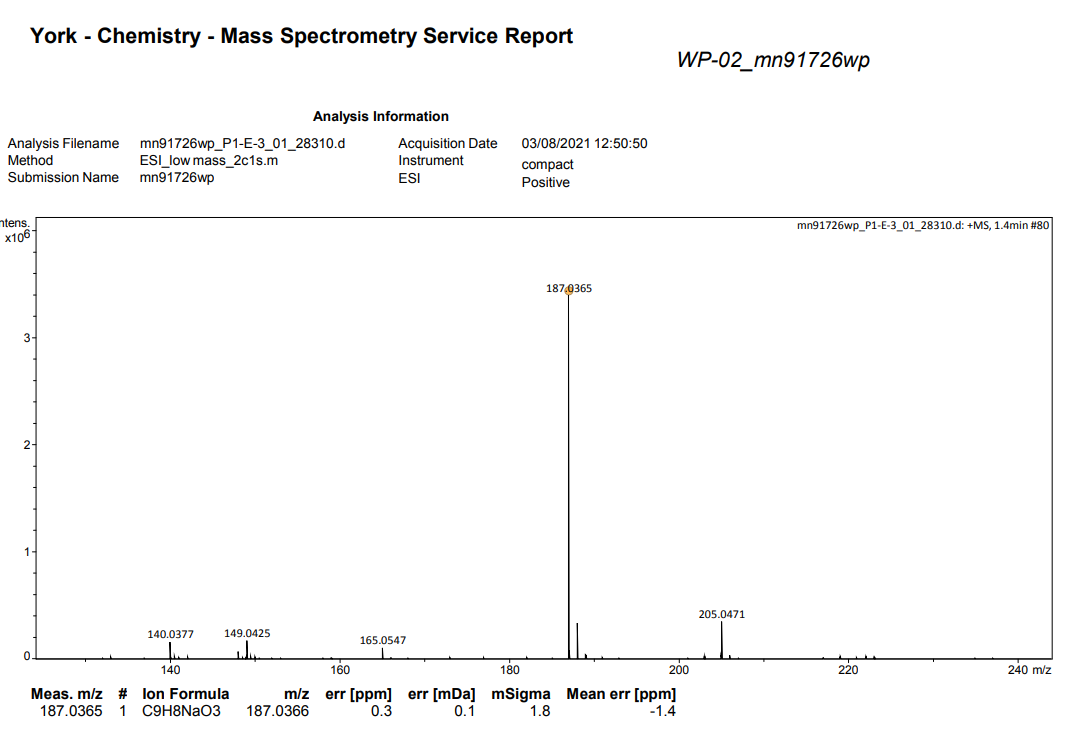 York - Chemistry - Mass Spectrometry Service Report
WP-02_mn91726wp
Analysis Information
Analysis Filename mn91726wp_P1-E-3_01_28310.d Acquisition Date 03/08/2021 12:50:50
Method ESI_low mass_2c1s.m Instrument compact
Submission Name mn91726wp ESI Positive
ntens.
x10^6
mn91726wp_P1-E-3_01_28310.d: +MS, 1.4min #80
187.0365
3
2
1
205.0471
140.0377 149.0425 165.0547
0
140 160 180 200 220 240 m/z
Meas. m/z # Ion Formula m/z err [ppm] err [mDa] mSigma Mean err [ppm]
187.0365 1 C9H8NaO3 187.0366 0.3 0.1 1.8 -1.4